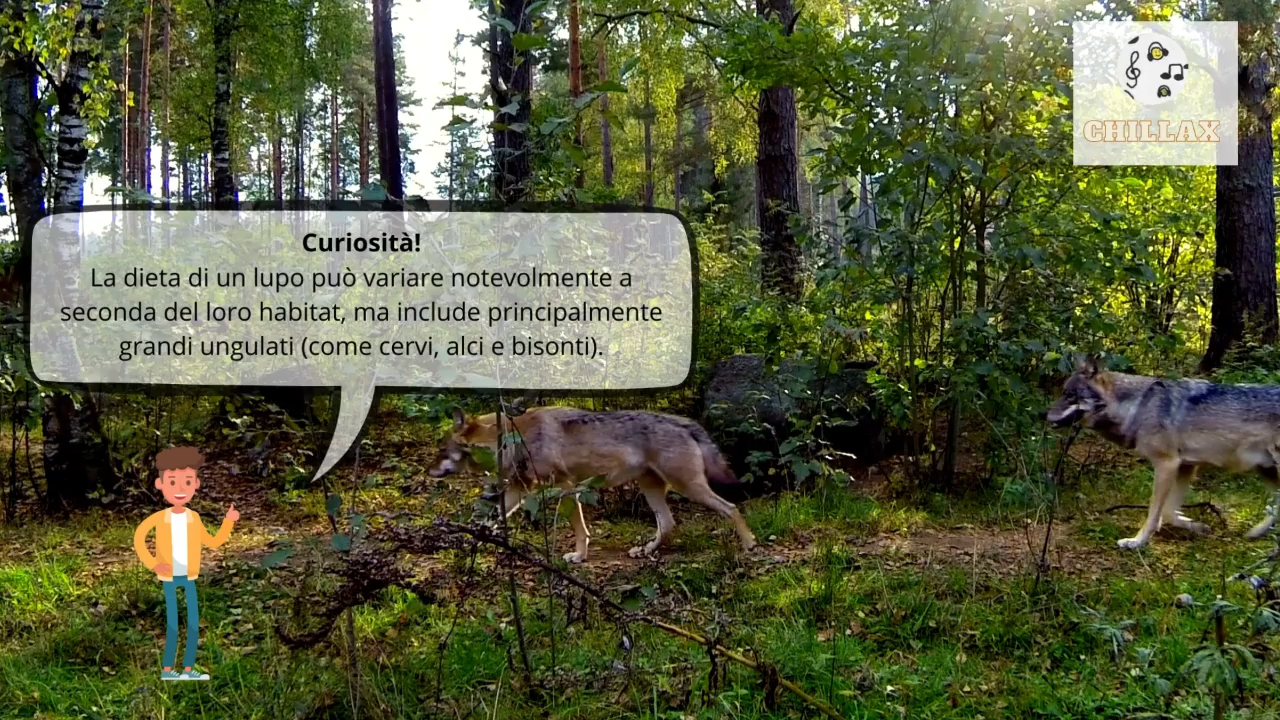 CHILLAX
Curiosità!
La dieta di un lupo può variare notevolmente a
seconda del loro habitat, ma include principalmente
grandi ungulati (come cervi, alci e bisonti).